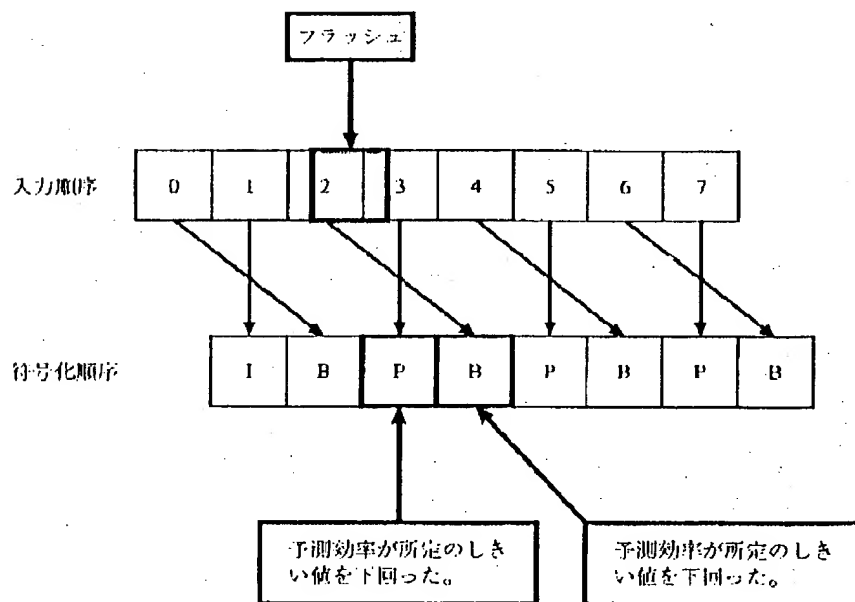 フラッシュ
入力順序
0 1 2 3 4 5 6 7
符号化順序
I B P B P B P B
予測効率が所定のしき
い値を下回った。
予測効率が所定のしき
い値を下回った。